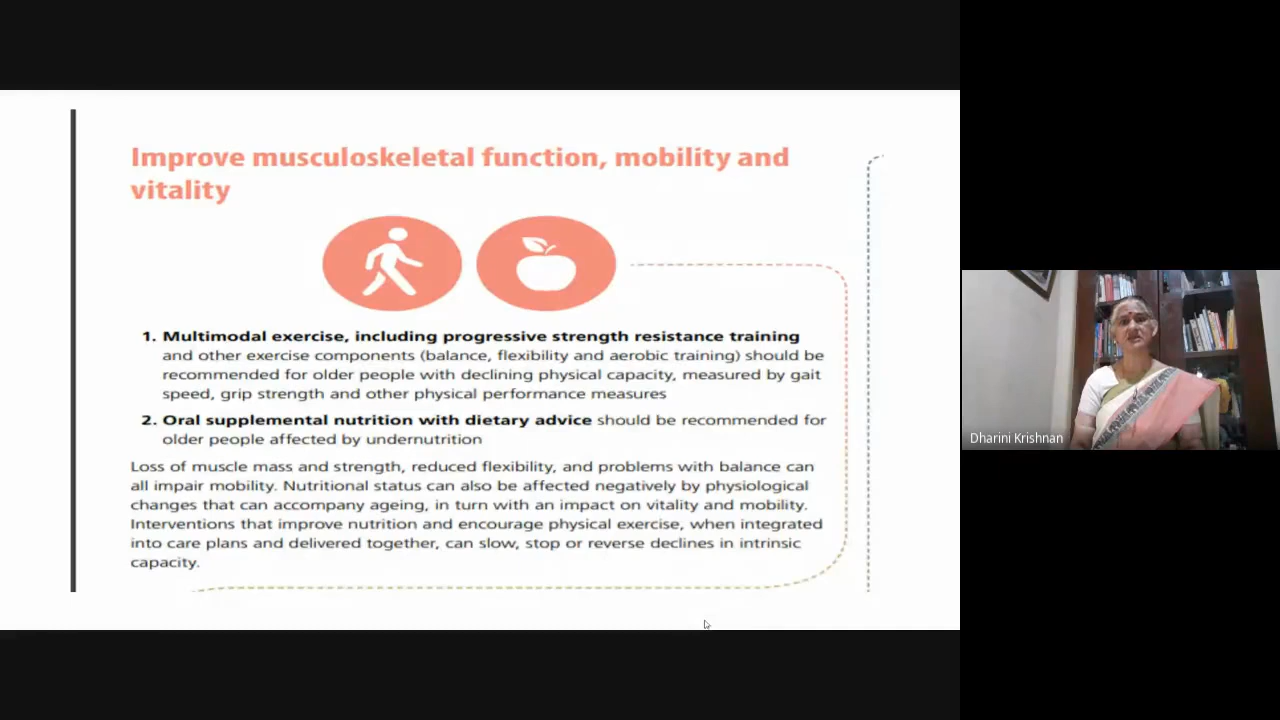 Improve musculoskeletal function, mobility and
vitality
1. Multimodal exercise, including progressive strength resistance training
and other exercise components (balance, flexibility and aerobic training) should be
recommended for older people with declining physical capacity, measured by gait
speed, grip strength and other physical performance measures
2. Oral supplemental nutrition with dietary advice should be recommended for
older people affected by undernutrition
Loss of muscle mass and strength, reduced flexibility, and problems with balance can
all impair mobility. Nutritional status can also be affected negatively by physiological
changes that can accompany ageing, in turn with an impact on vitality and mobility.
Interventions that improve nutrition and encourage physical exercise, when integrated
into care plans and delivered together, can slow, stop or reverse declines in intrinsic
capacity.
Dharini Krishnan